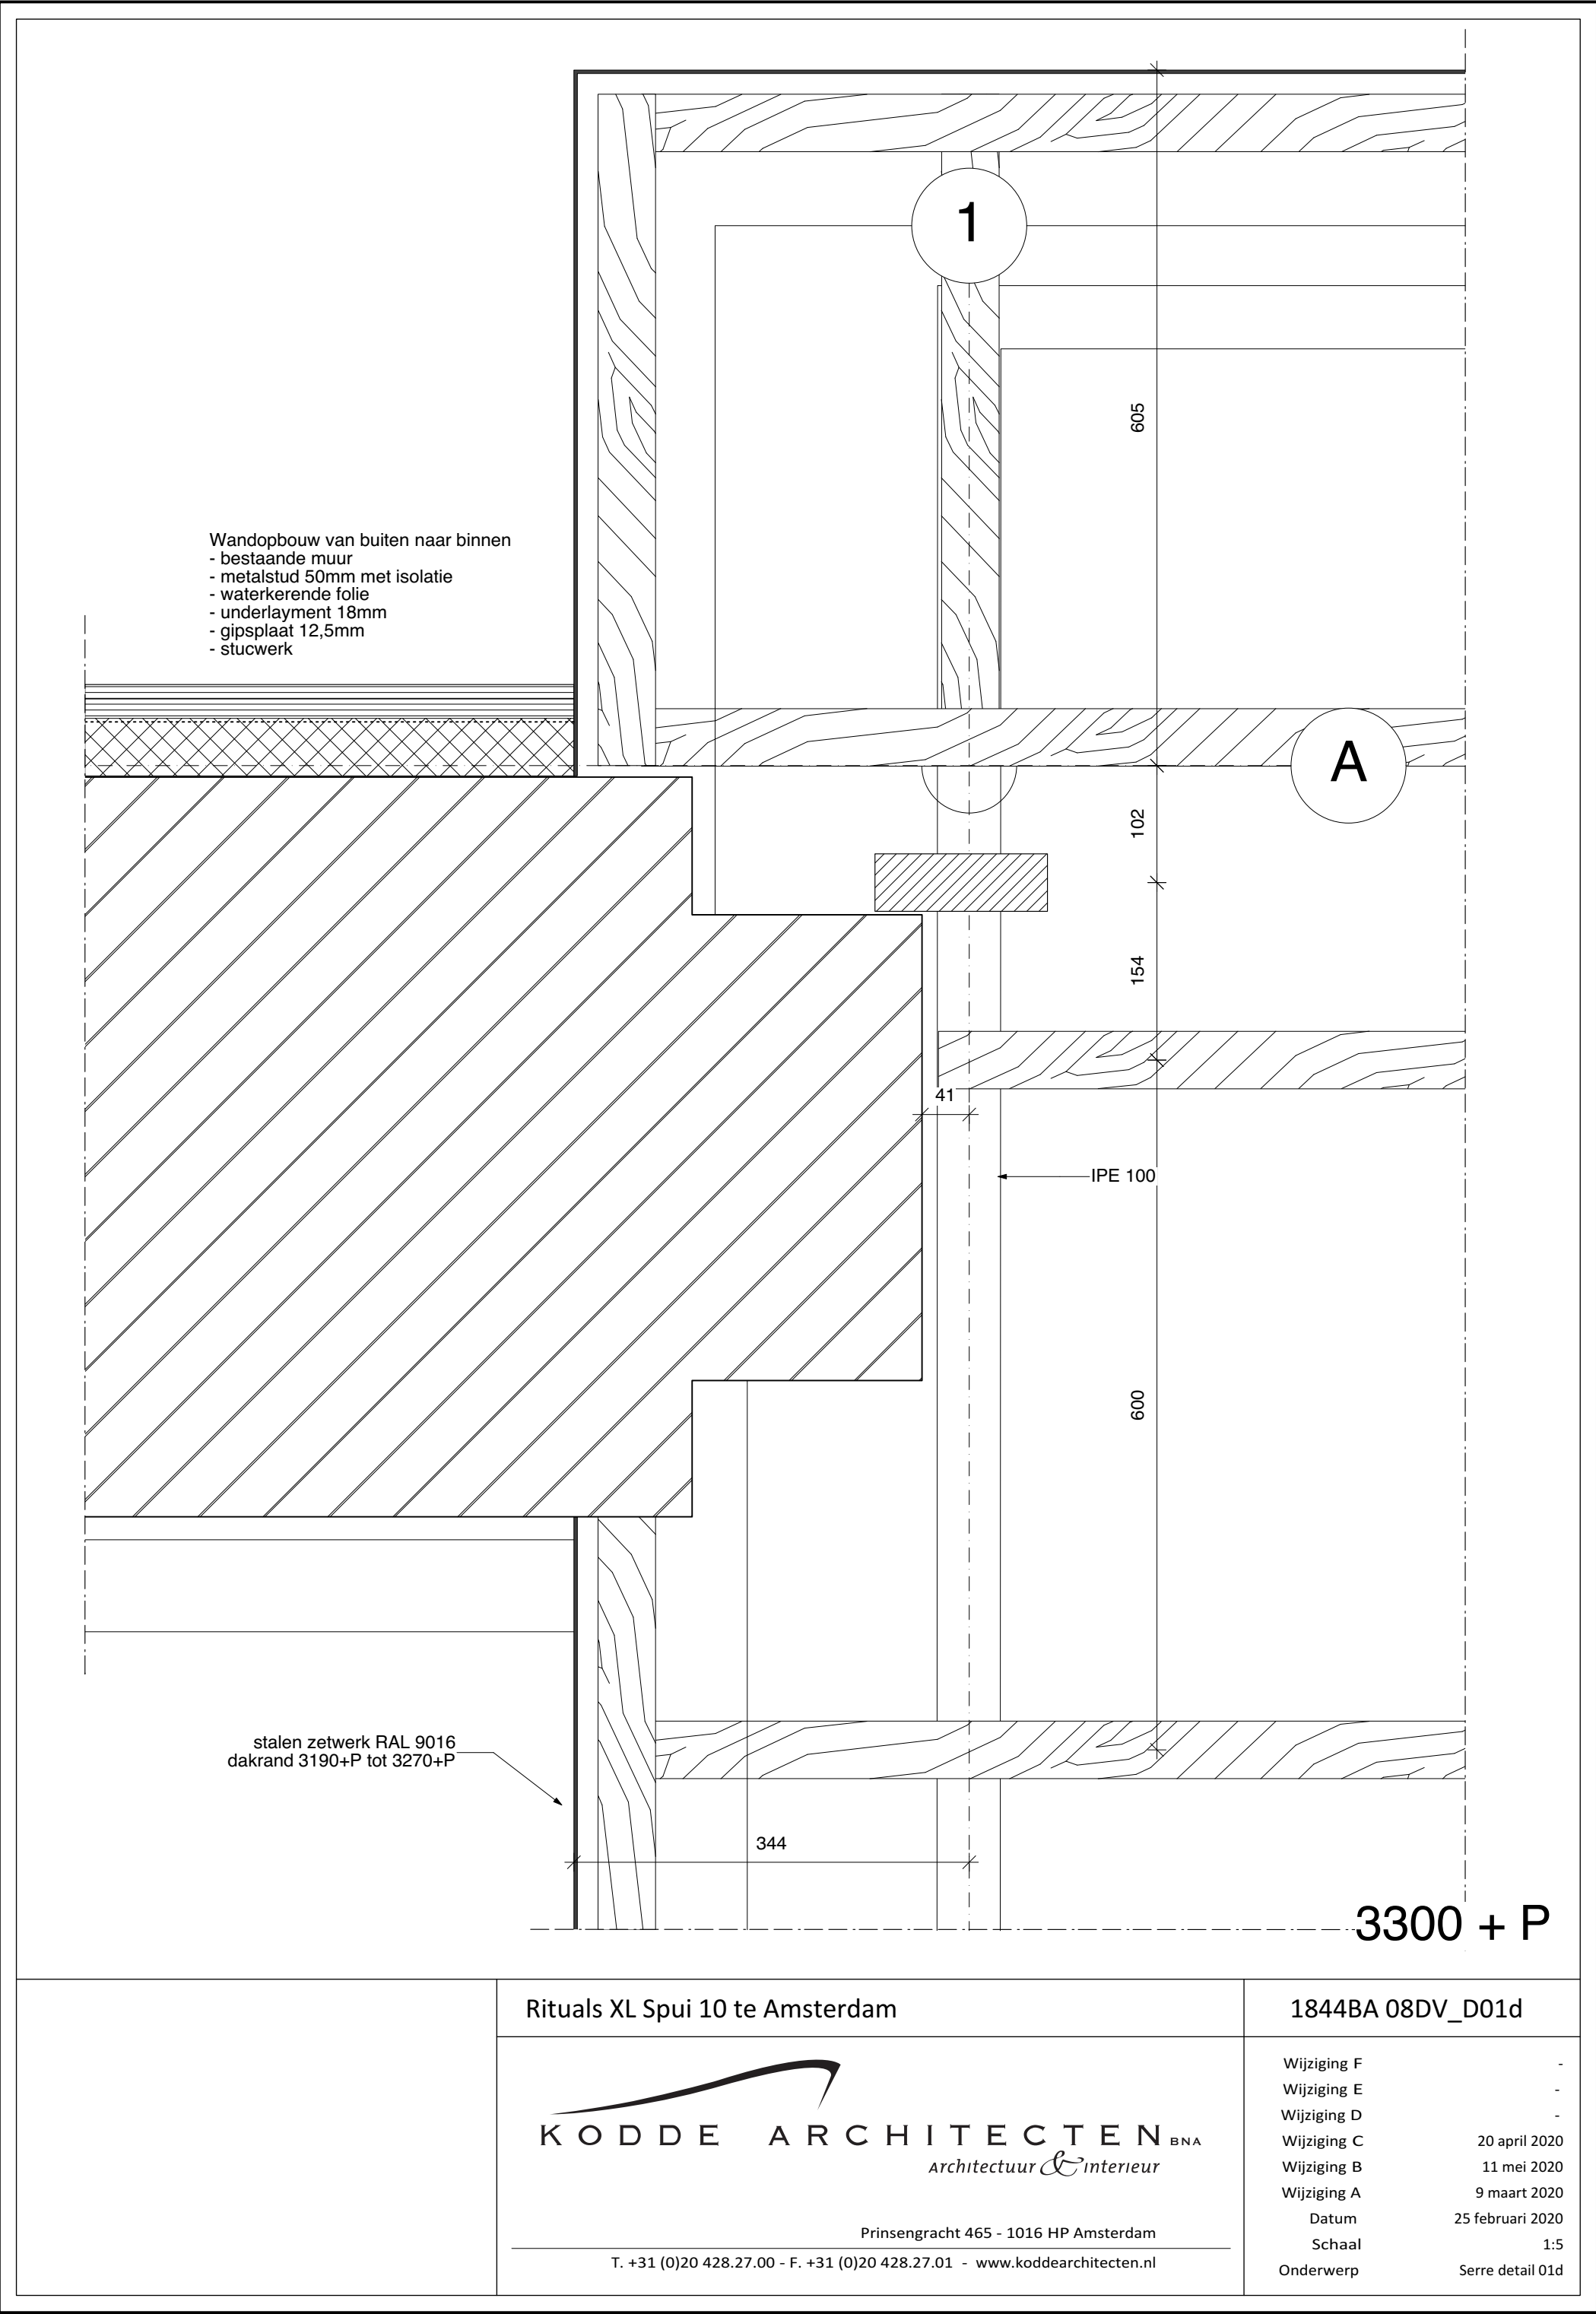 1
605
Wandopbouw van buiten naar binnen
- bestaande muur
- metalstud 50mm met isolatie
- waterkerende folie
- underlayment 18mm
- gipsplaat 12,5mm
- stucwerk
A
102
154
41
IPE 100
600
stalen zetwerk RAL 9016
dakrand 3190+P tot 3270+P
344
3300 + P
Rituals XL Spui 10 te Amsterdam
1844BA 08DV_D01d
KODDE ARCHITECTEN BNA
Architectuur & interieur
Prinsengracht 465 - 1016 HP Amsterdam
T. +31 (0)20 428.27.00 - F. +31 (0)20 428.27.01 - www.koddearchitecten.nl
Wijziging F -
Wijziging E -
Wijziging D -
Wijziging C 20 april 2020
Wijziging B 11 mei 2020
Wijziging A 9 maart 2020
Datum 25 februari 2020
Schaal 1:5
Onderwerp Serre detail 01d